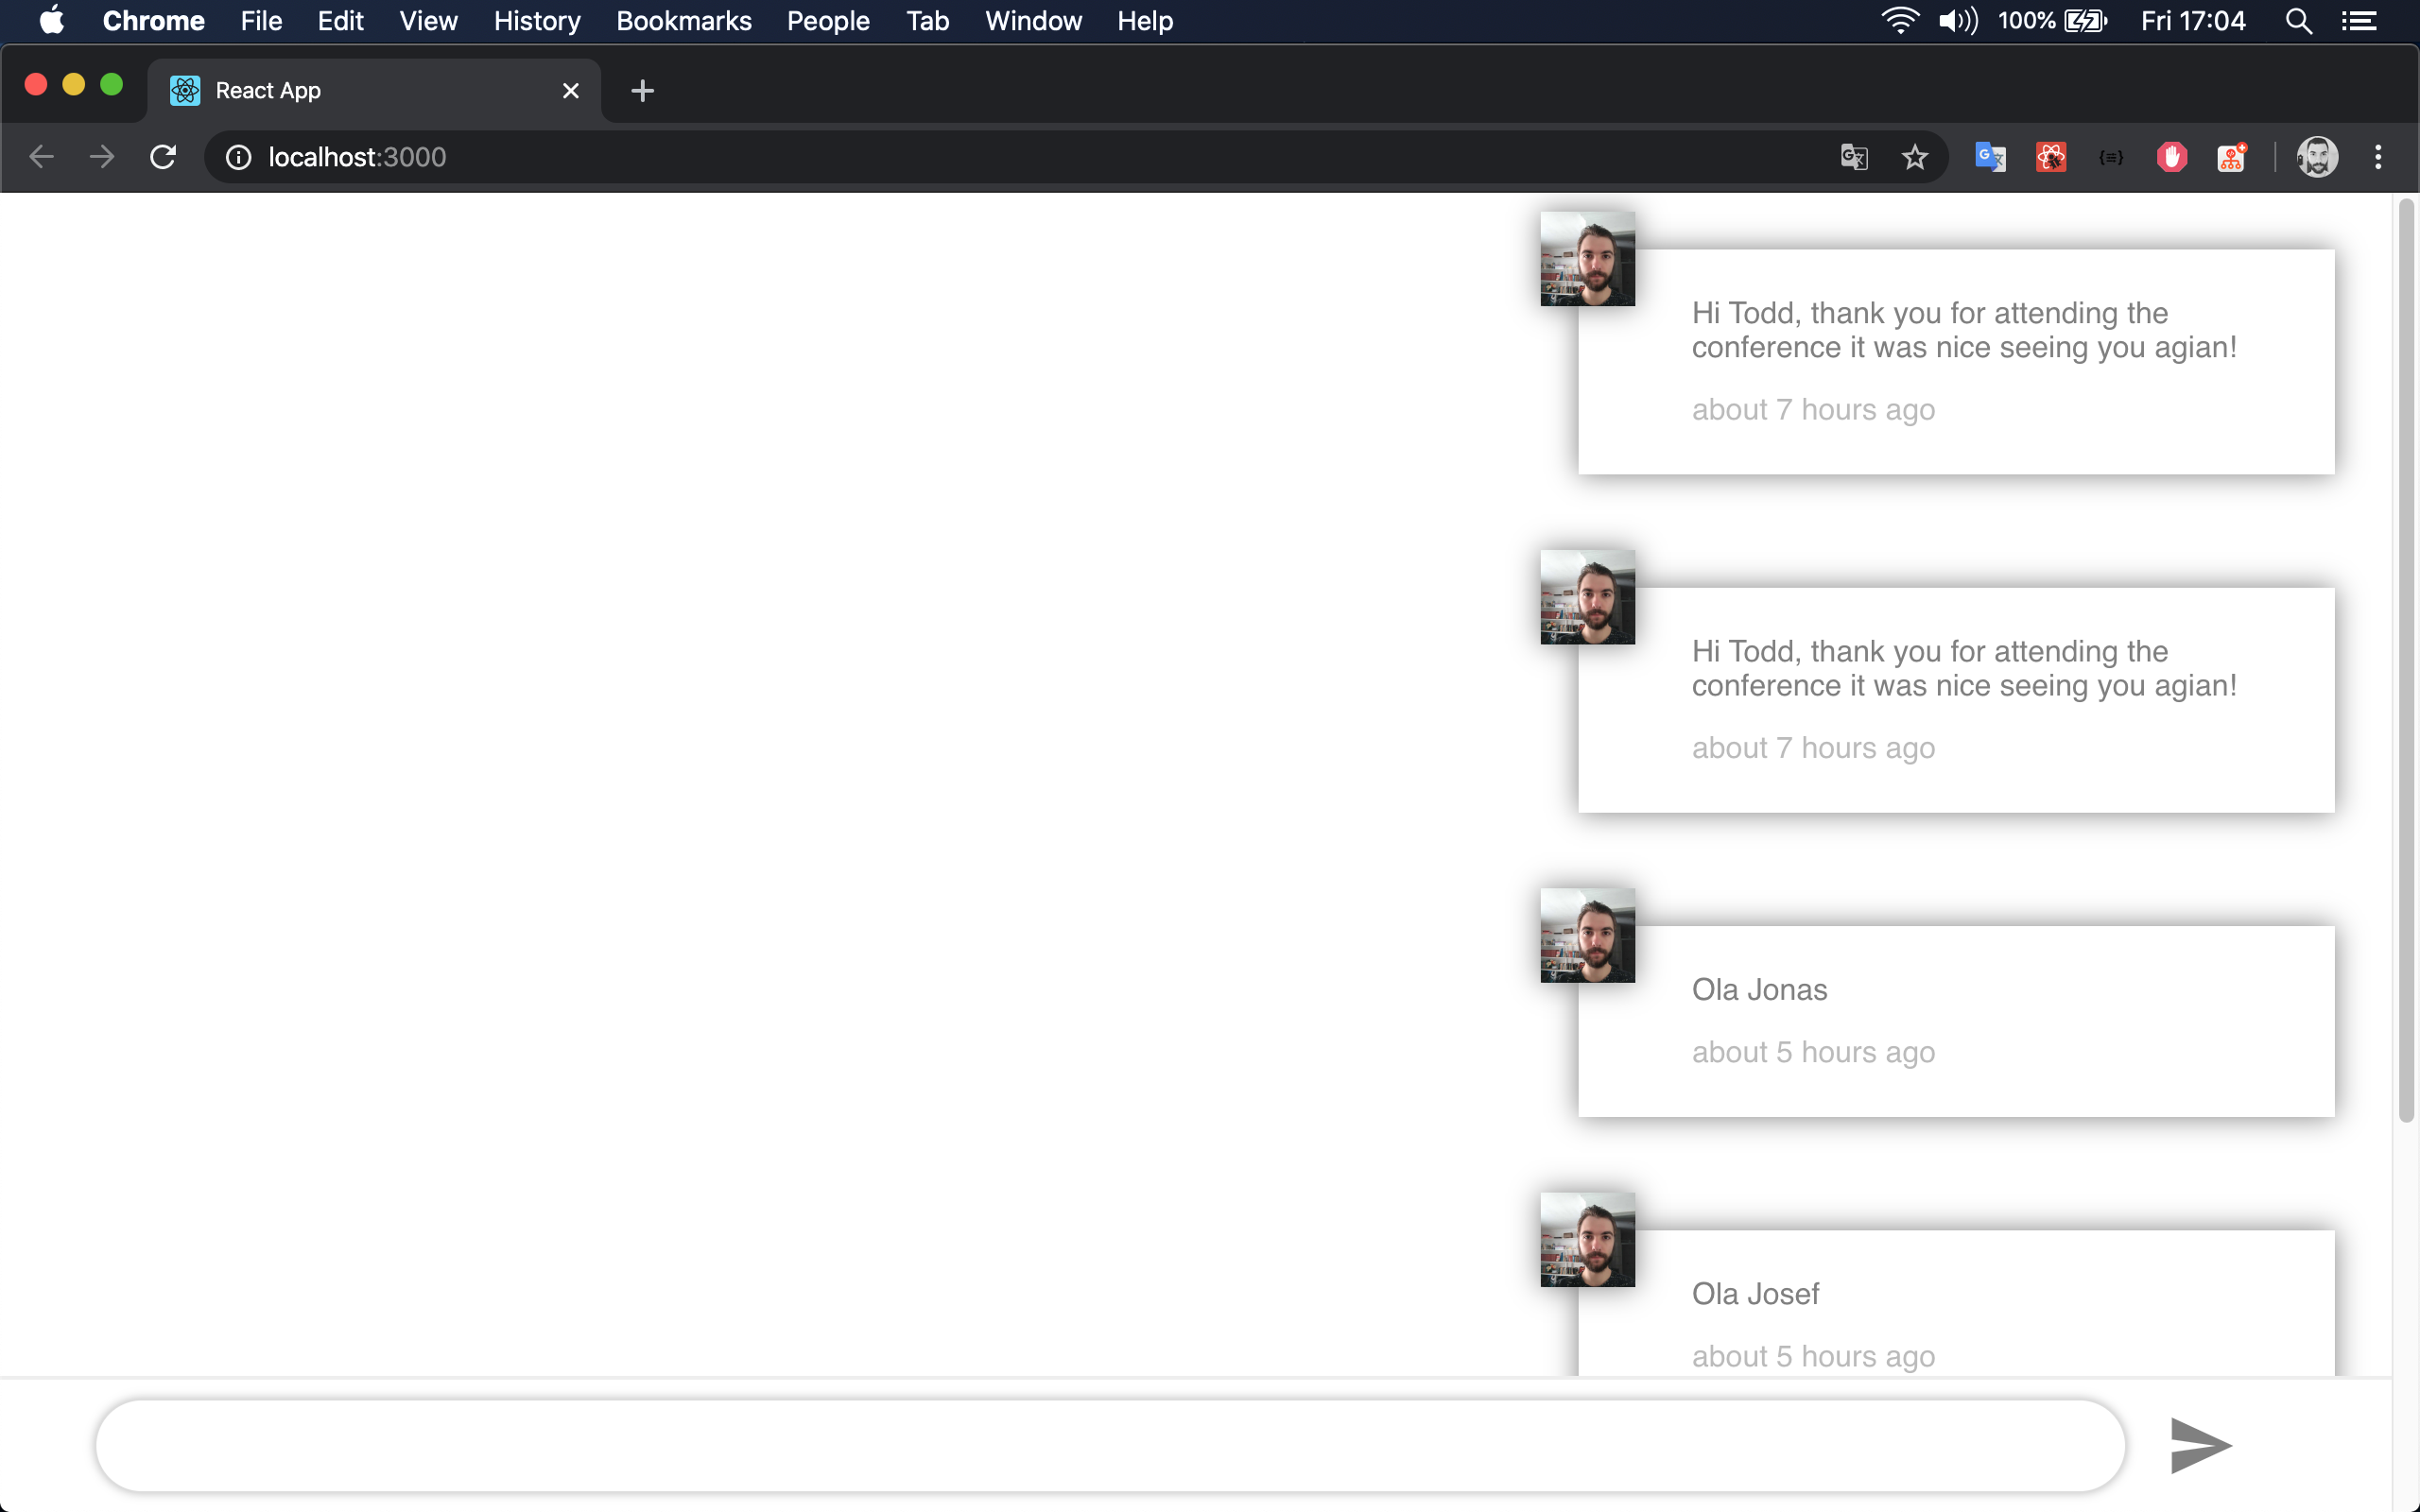 Chrome File Edit View History Bookmarks People Tab Window Help 100% Fri 17:04
React App
localhost:3000
Hi Todd, thank you for attending the
conference it was nice seeing you agian!
about 7 hours ago
Hi Todd, thank you for attending the
conference it was nice seeing you agian!
about 7 hours ago
Ola Jonas
about 5 hours ago
Ola Josef
about 5 hours ago